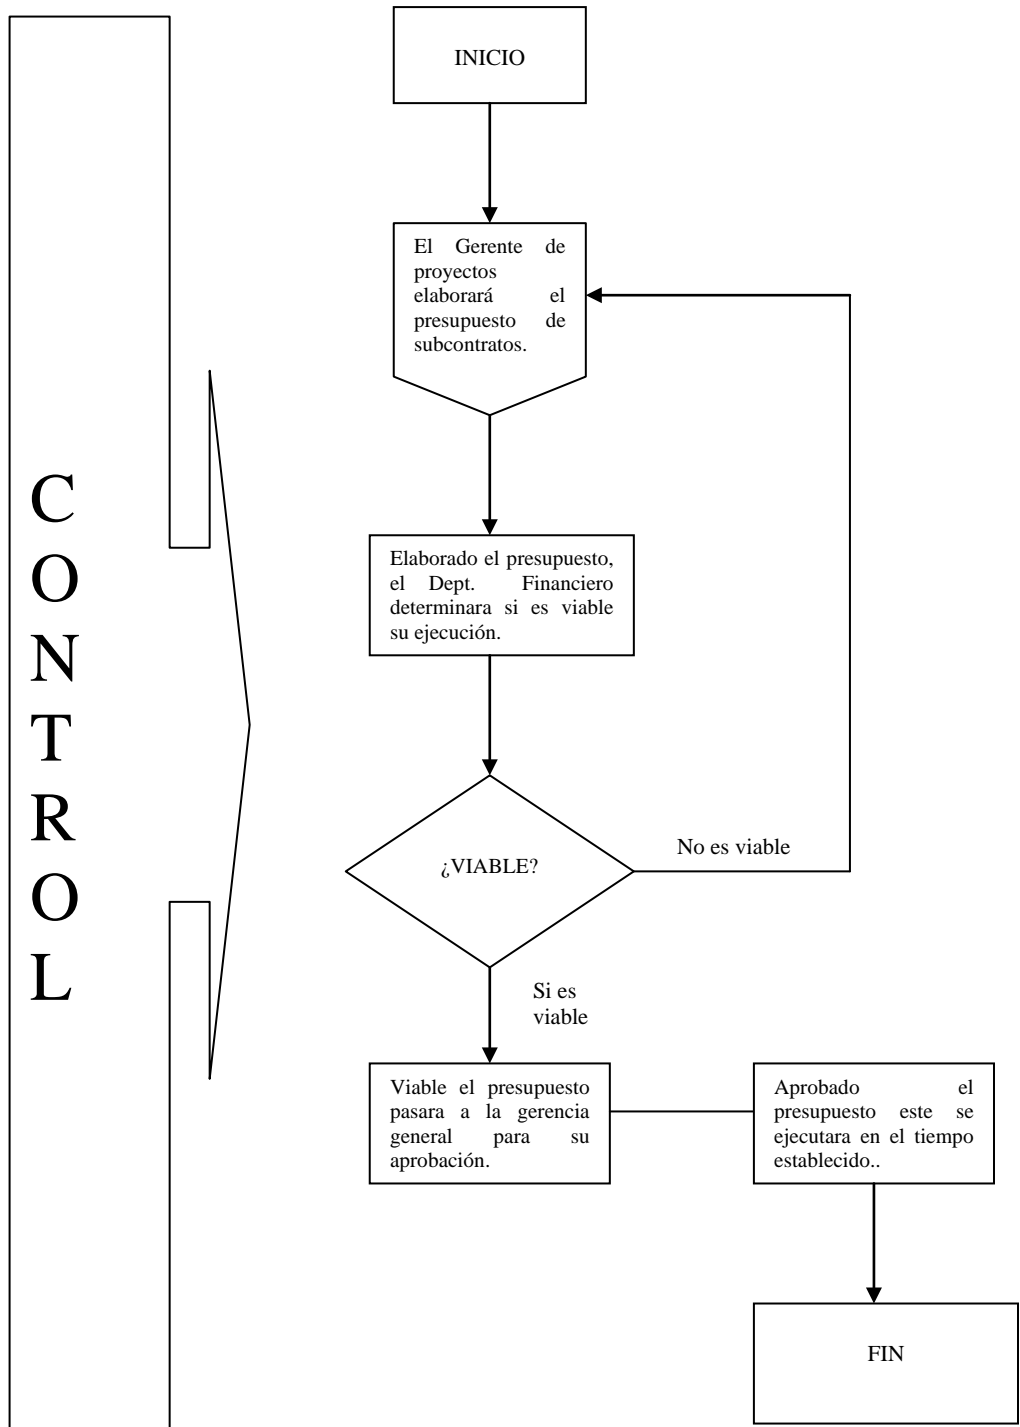 INICIO
El Gerente de
proyectos
elaborará el
presupuesto de
subcontratos.
Elaborado el presupuesto,
el Dept. Financiero
determinara si es viable
su ejecución.
¿VIABLE?
No es viable
Si es
viable
Viable el presupuesto
pasara a la gerencia
general para su
aprobación.
Aprobado el
presupuesto este se
ejecutara en el tiempo
establecido..
FIN
C
O
N
T
R
O
L